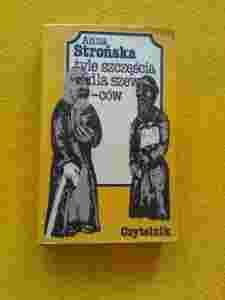 Anna
Strońska
tyle szczęścia
dla szew
-ców
Czytelnik